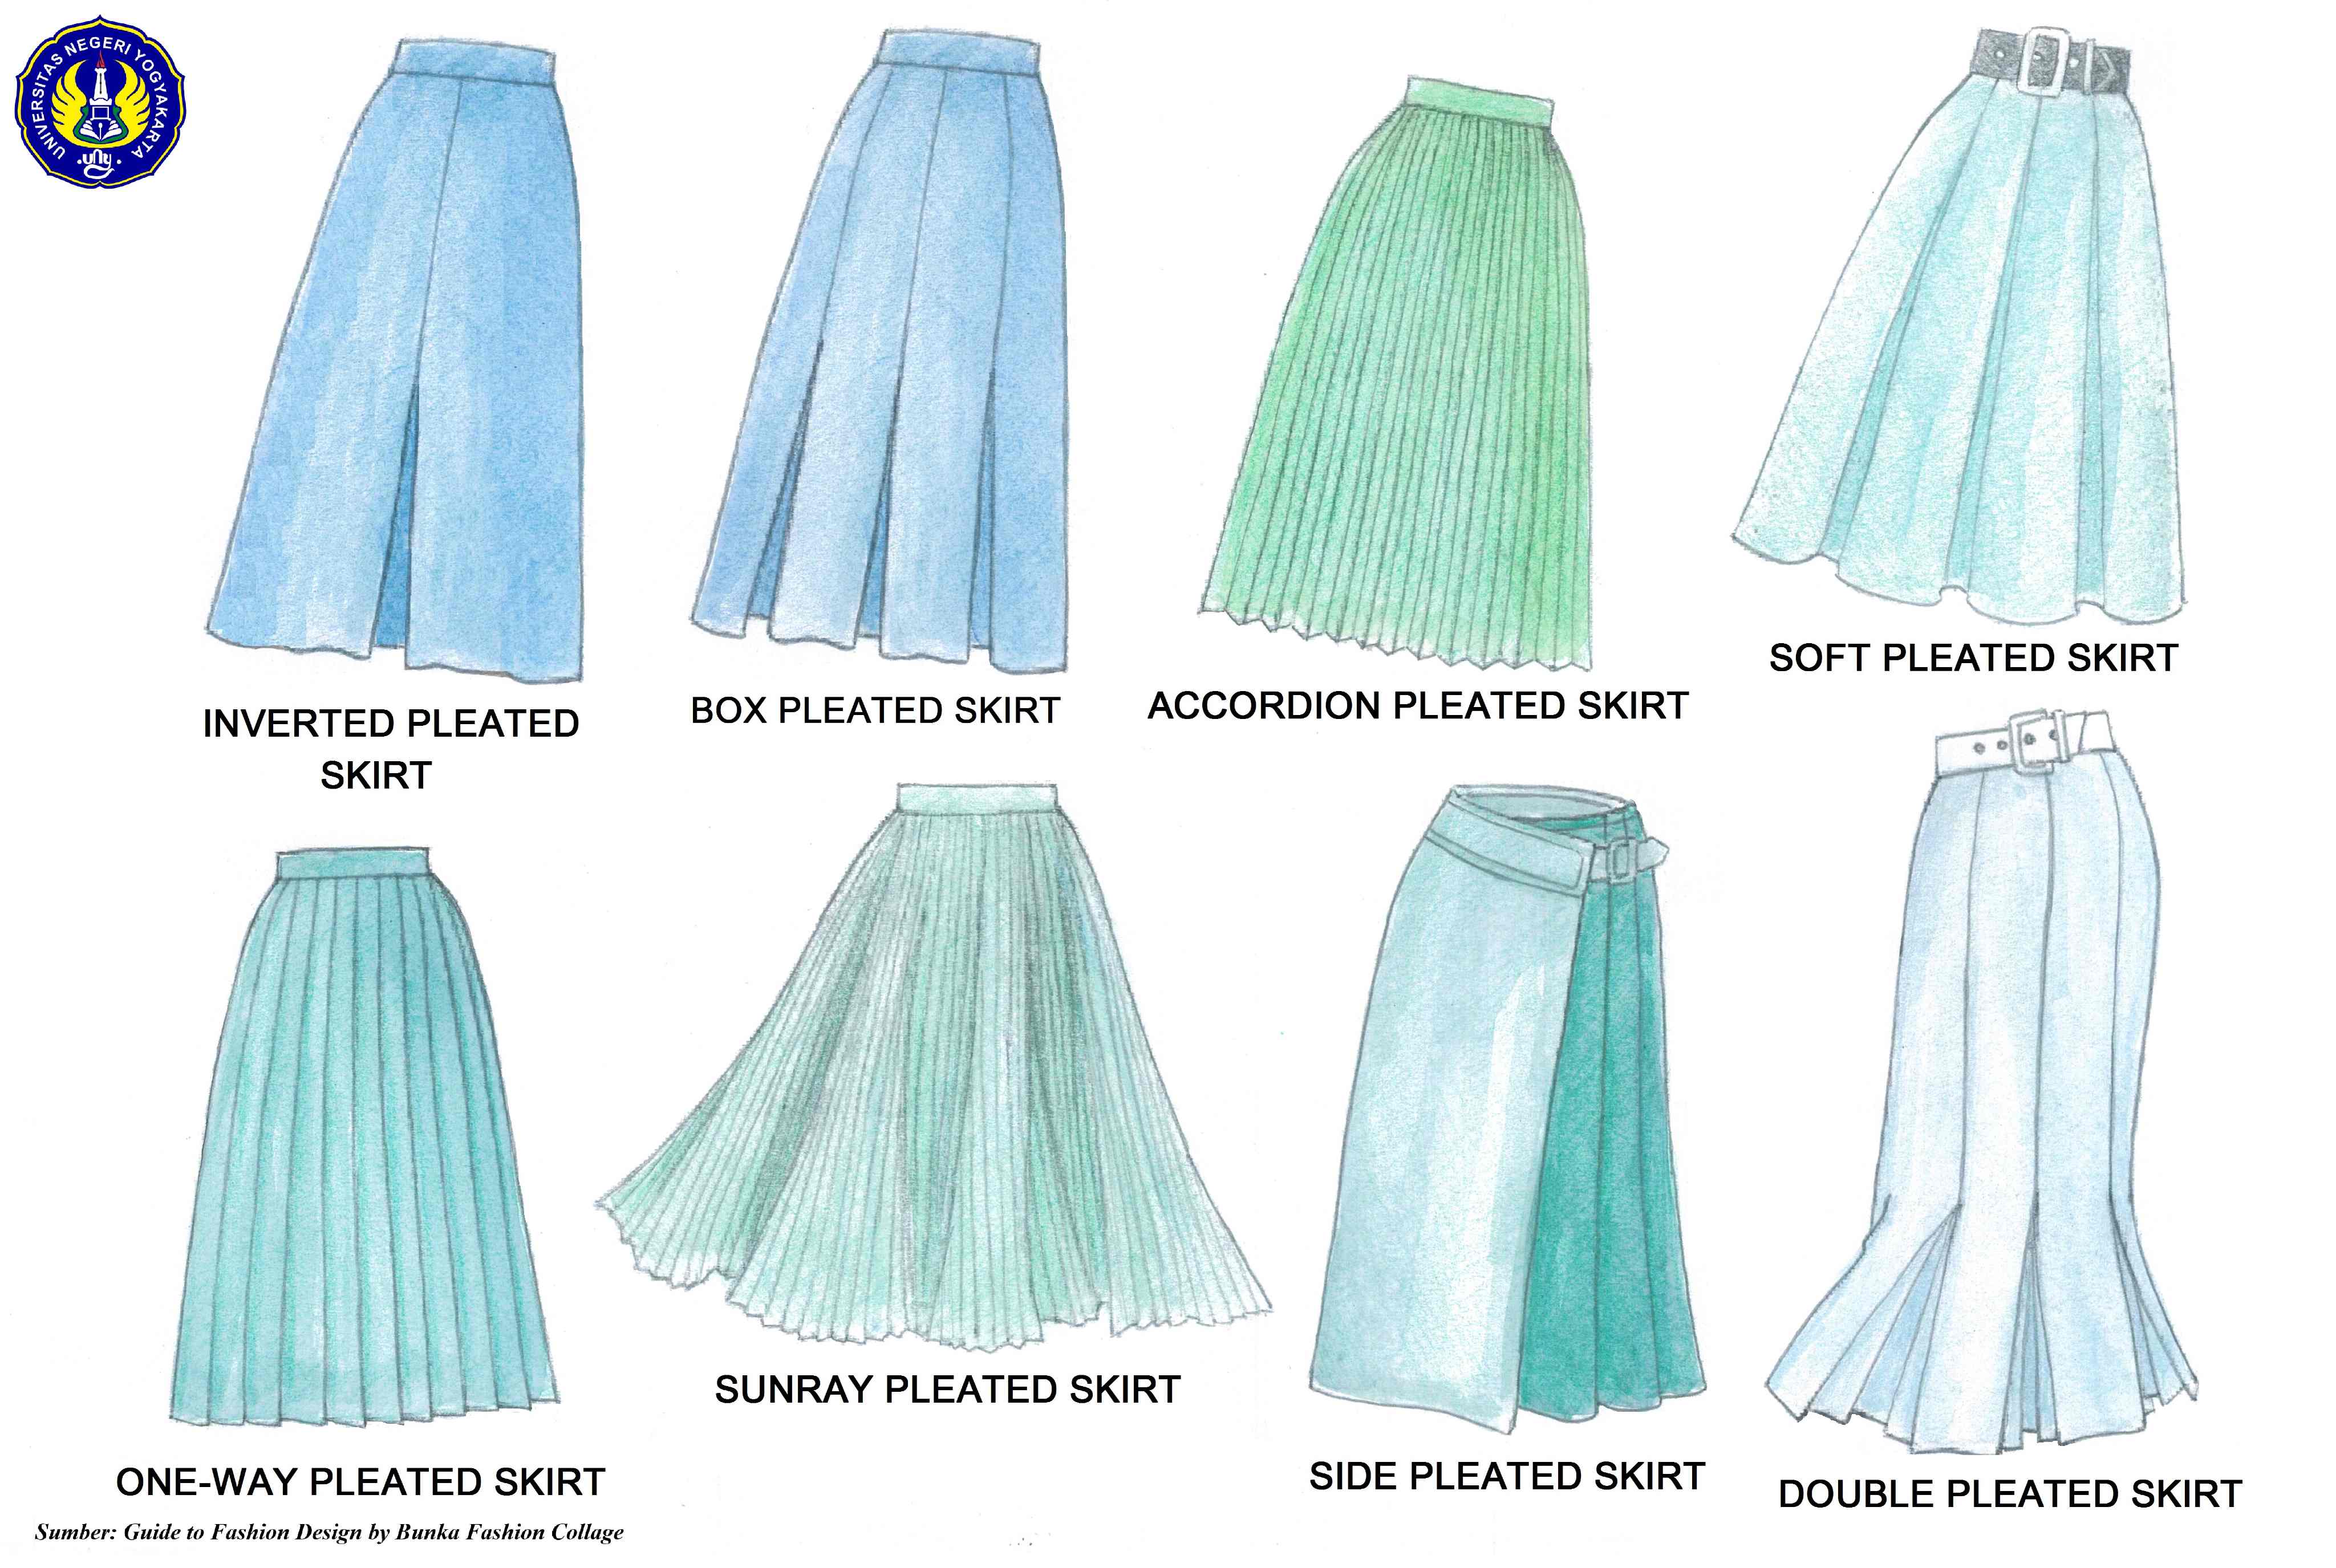 UNIVERSITAS NEGERI YOGYAKARTA
uny
INVERTED PLEATED
SKIRT
BOX PLEATED SKIRT
ACCORDION PLEATED SKIRT
SOFT PLEATED SKIRT
ONE-WAY PLEATED SKIRT
SUNRAY PLEATED SKIRT
SIDE PLEATED SKIRT
DOUBLE PLEATED SKIRT
Sumber: Guide to Fashion Design by Bunka Fashion Collage